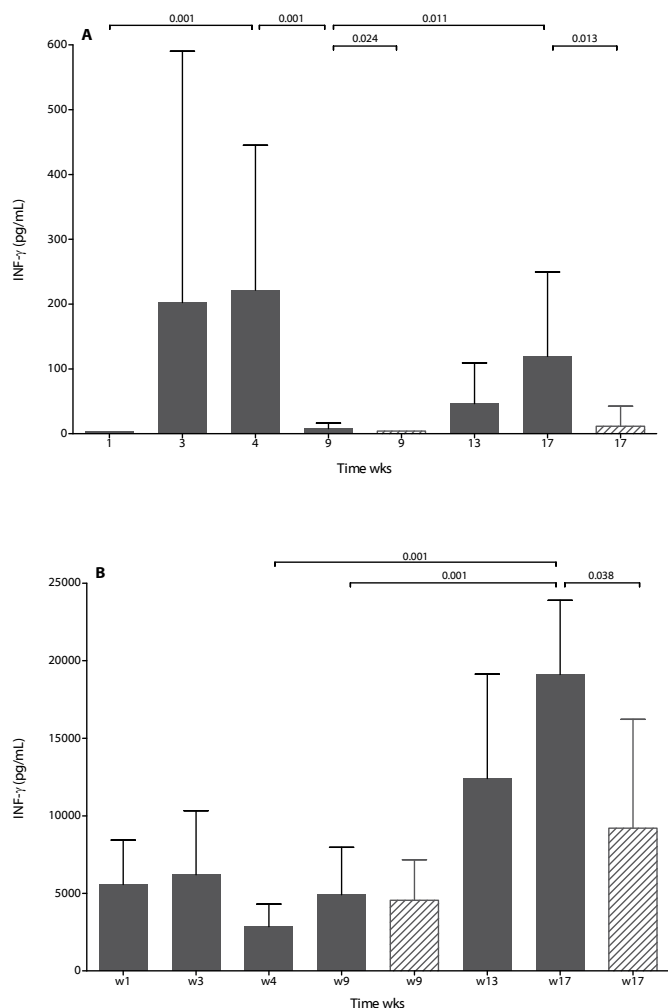 0.001 0.001 0.011
A
0.024 0.013
600
500
400
300
200
100
0
INF-γ (pg/mL)
1 3 4 9 9 13 17 17
Time wks
0.001
B
0.001 0.038
25000
20000
15000
10000
5000
0
INF-γ (pg/mL)
w1 w3 w4 w9 w9 w13 w17 w17
Time wks